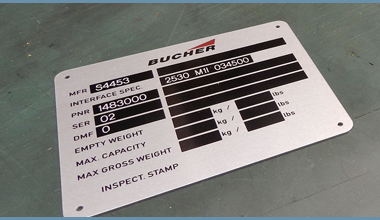 BUCHER
MFR S4453
INTERFACE SPEC. 2530 M11 034500
PNR 1483000
SER 02
DMF 0
EMPTY WEIGHT kg / lbs
MAX. CAPACITY kg / lbs
MAX GROSS WEIGHT kg / lbs
INSPECT. STAMP